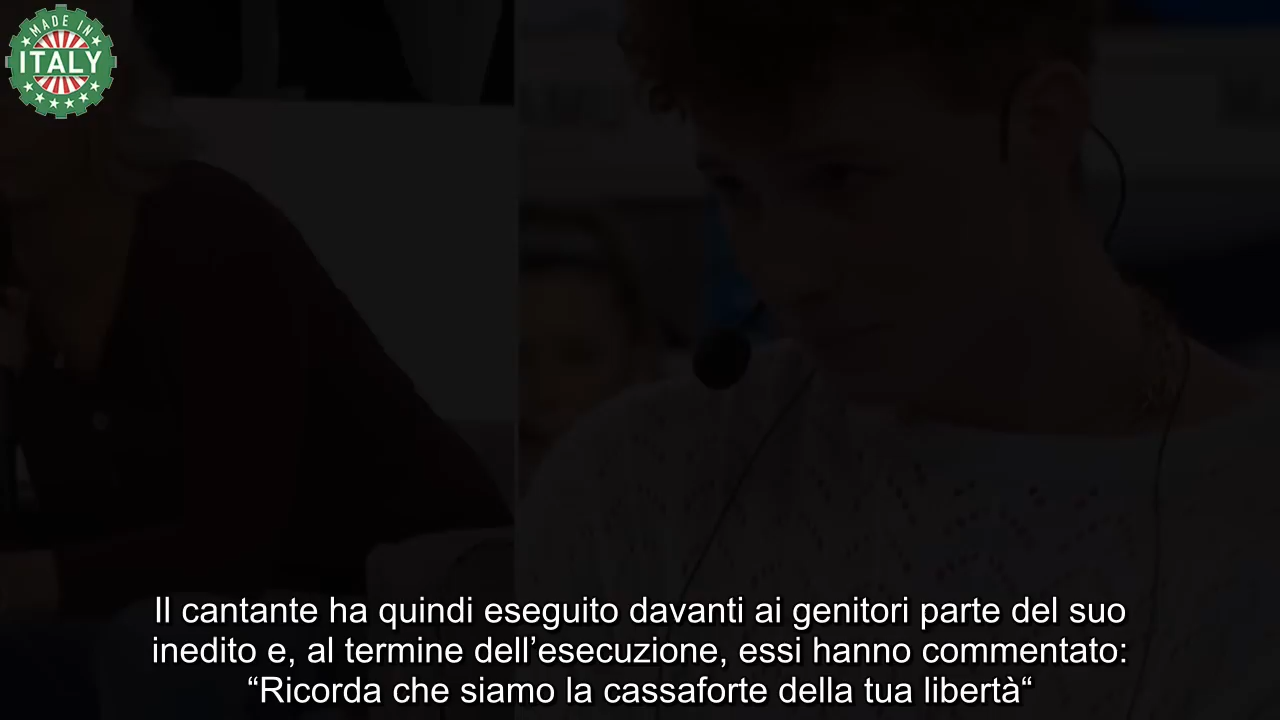 MADE IN
ITALY
Il cantante ha quindi eseguito davanti ai genitori parte del suo
inedito e, al termine dell’esecuzione, essi hanno commentato:
“Ricorda che siamo la cassaforte della tua libertà“